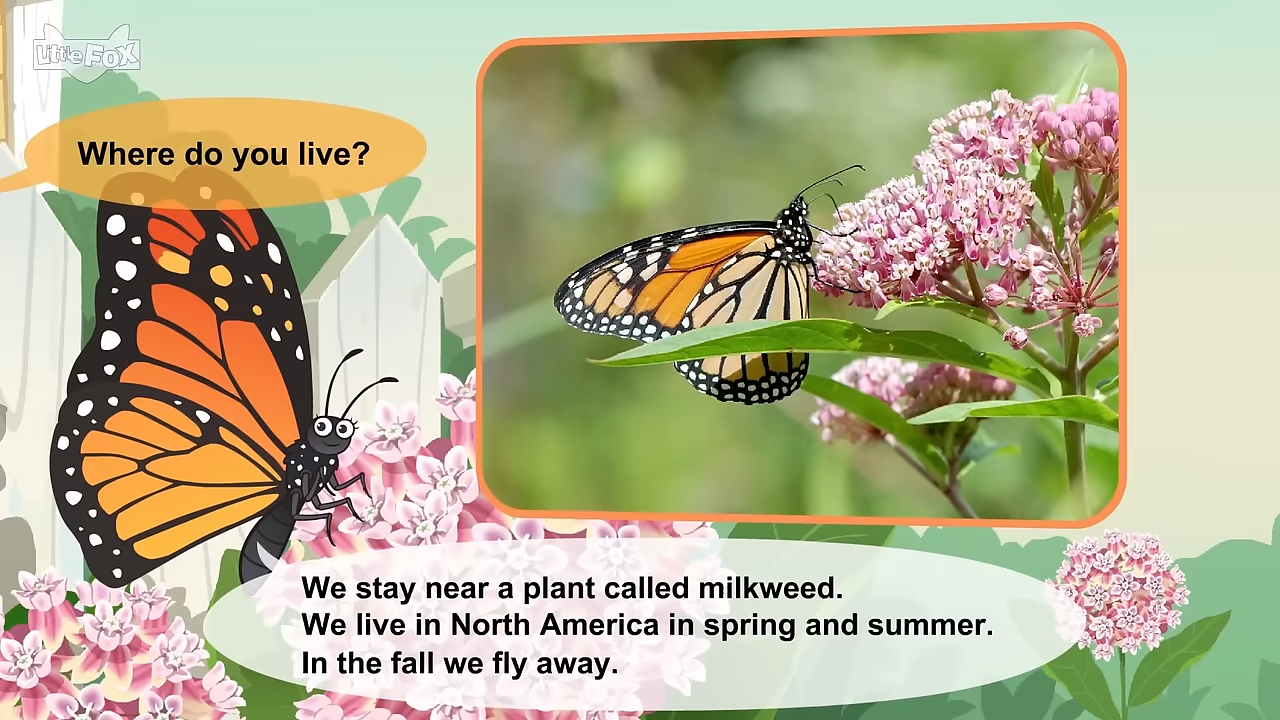 Little Fox
Where do you live?
We stay near a plant called milkweed.
We live in North America in spring and summer.
In the fall we fly away.